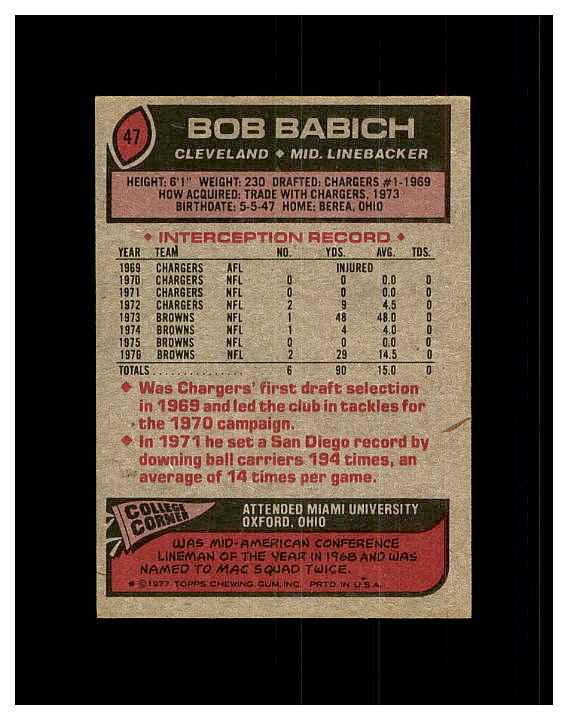 47
BOB BABICH
CLEVELAND ◆ MID. LINEBACKER
HEIGHT: 6'1" WEIGHT: 230 DRAFTED: CHARGERS #1-1969
HOW ACQUIRED: TRADE WITH CHARGERS, 1973
BIRTHDATE: 5-5-47 HOME: BEREA, OHIO
◆ INTERCEPTION RECORD ◆
YEAR TEAM NO. YDS. AVG. TDS.
1969 CHARGERS AFL INJURED
1970 CHARGERS NFL 0 0 0.0 0
1971 CHARGERS NFL 0 0 0.0 0
1972 CHARGERS NFL 2 9 4.5 0
1973 BROWNS NFL 1 48 48.0 0
1974 BROWNS NFL 1 4 4.0 0
1975 BROWNS NFL 0 0 0.0 0
1976 BROWNS NFL 2 29 14.5 0
TOTALS................ 6 90 15.0 0
◆ Was Chargers' first draft selection
in 1969 and led the club in tackles for
the 1970 campaign.
◆ In 1971 he set a San Diego record by
downing ball carriers 194 times, an
average of 14 times per game.
COLLEGE
CORNER
ATTENDED MIAMI UNIVERSITY
OXFORD, OHIO
WAS MID-AMERICAN CONFERENCE
LINEMAN OF THE YEAR IN 1968 AND WAS
NAMED TO MAC SQUAD TWICE.
* ©1977 TOPPS CHEWING GUM, INC. PRTD. IN U.S.A.